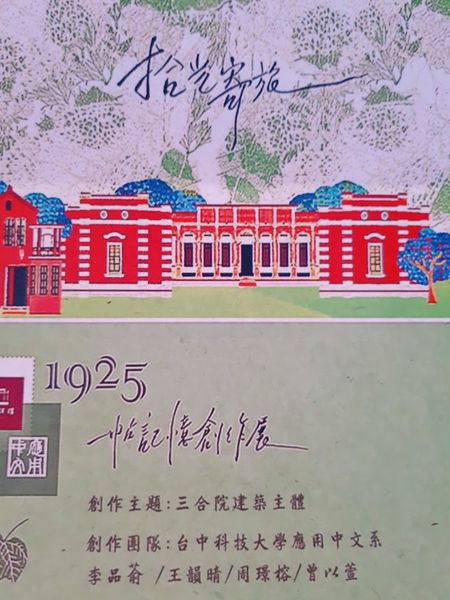 拾光寄旅
1925
一帖記憶創作展
應用
中文
創作主題:三合院建築主體
創作團隊:台中科技大學應用中文系
李品 /王韻晴/周璟榕/曾以萱